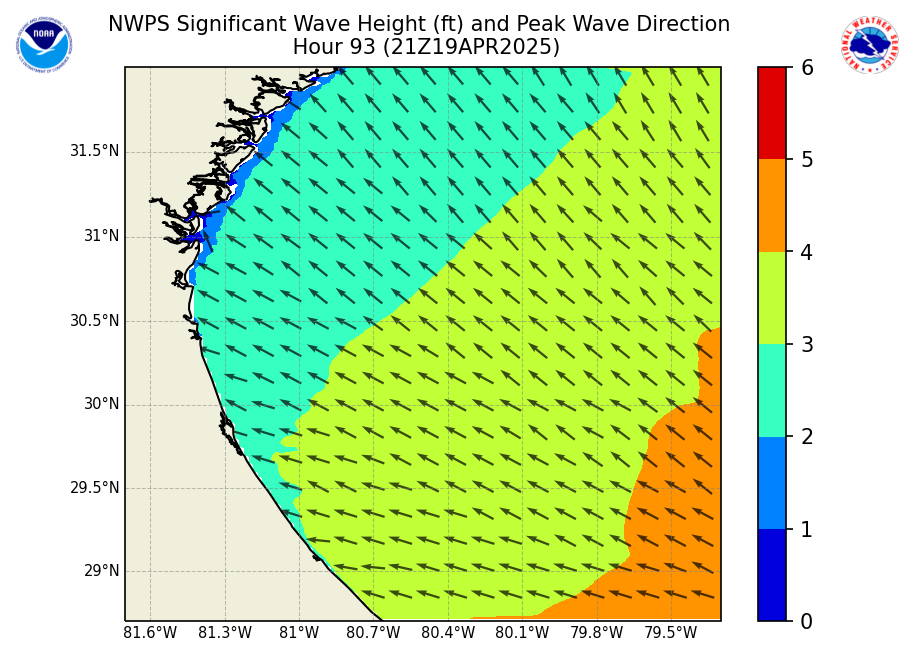 NWPS Significant Wave Height (ft) and Peak Wave Direction
Hour 93 (21Z19APR2025)
NOAA
NATIONAL WEATHER SERVICE
31.5°N
31°N
30.5°N
30°N
29.5°N
29°N
81.6°W 81.3°W 81°W 80.7°W 80.4°W 80.1°W 79.8°W 79.5°W
6
5
4
3
2
1
0